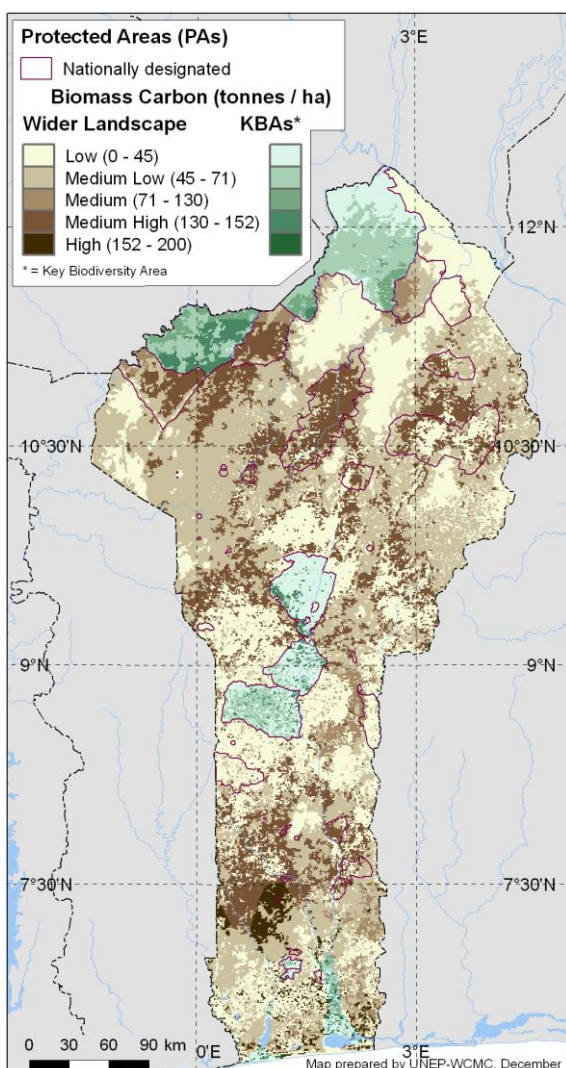 Protected Areas (PAs)
3°E
Nationally designated
Biomass Carbon (tonnes / ha)
Wider Landscape KBAs*
Low (0 - 45)
Medium Low (45 - 71)
Medium (71 - 130)
Medium High (130 - 152)
High (152 - 200)
* = Key Biodiversity Area
12°N
10°30'N 10°30'N
9°N 9°N
7°30'N 7°30'N
0 30 60 90 km
0'E 3°E
Map prepared by UNEP-WCMC, December